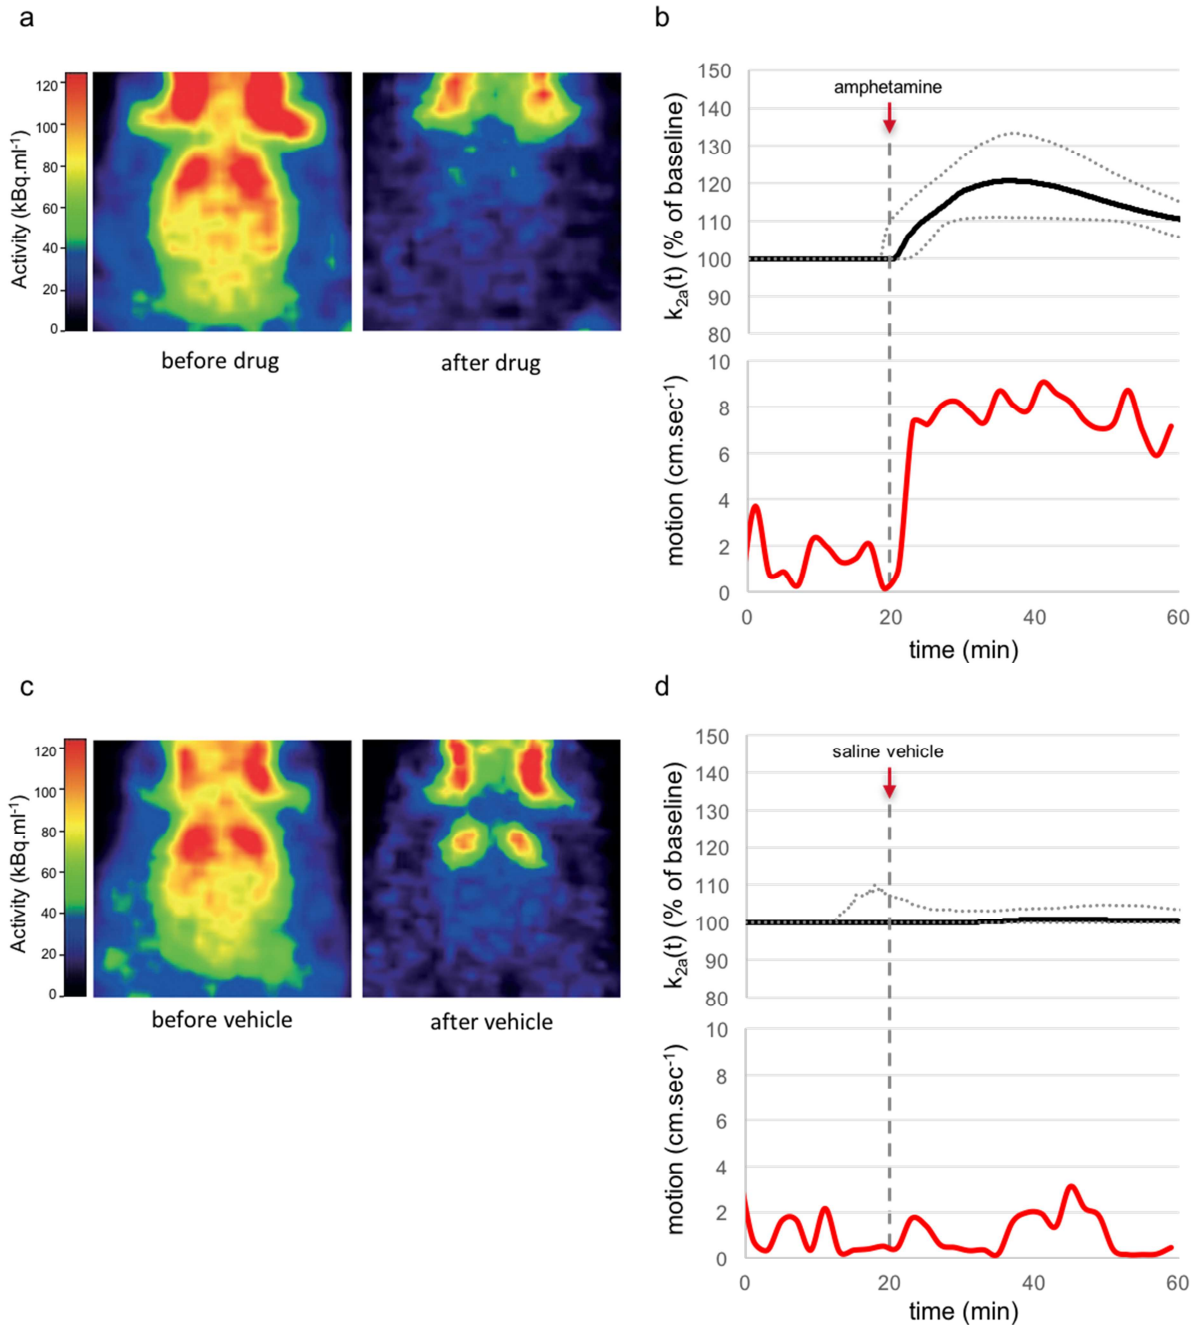 a
120
100
80
60
40
20
0
Activity (kBq.ml-1)
before drug
after drug
b
150
140
130
120
110
100
90
80
k2a(t) (% of baseline)
amphetamine
10
8
6
4
2
0
motion (cm.sec-1)
0 20 40 60
time (min)
c
120
100
80
60
40
20
0
Activity (kBq.ml-1)
before vehicle
after vehicle
d
150
140
130
120
110
100
90
80
k2a(t) (% of baseline)
saline vehicle
10
8
6
4
2
0
motion (cm.sec-1)
0 20 40 60
time (min)